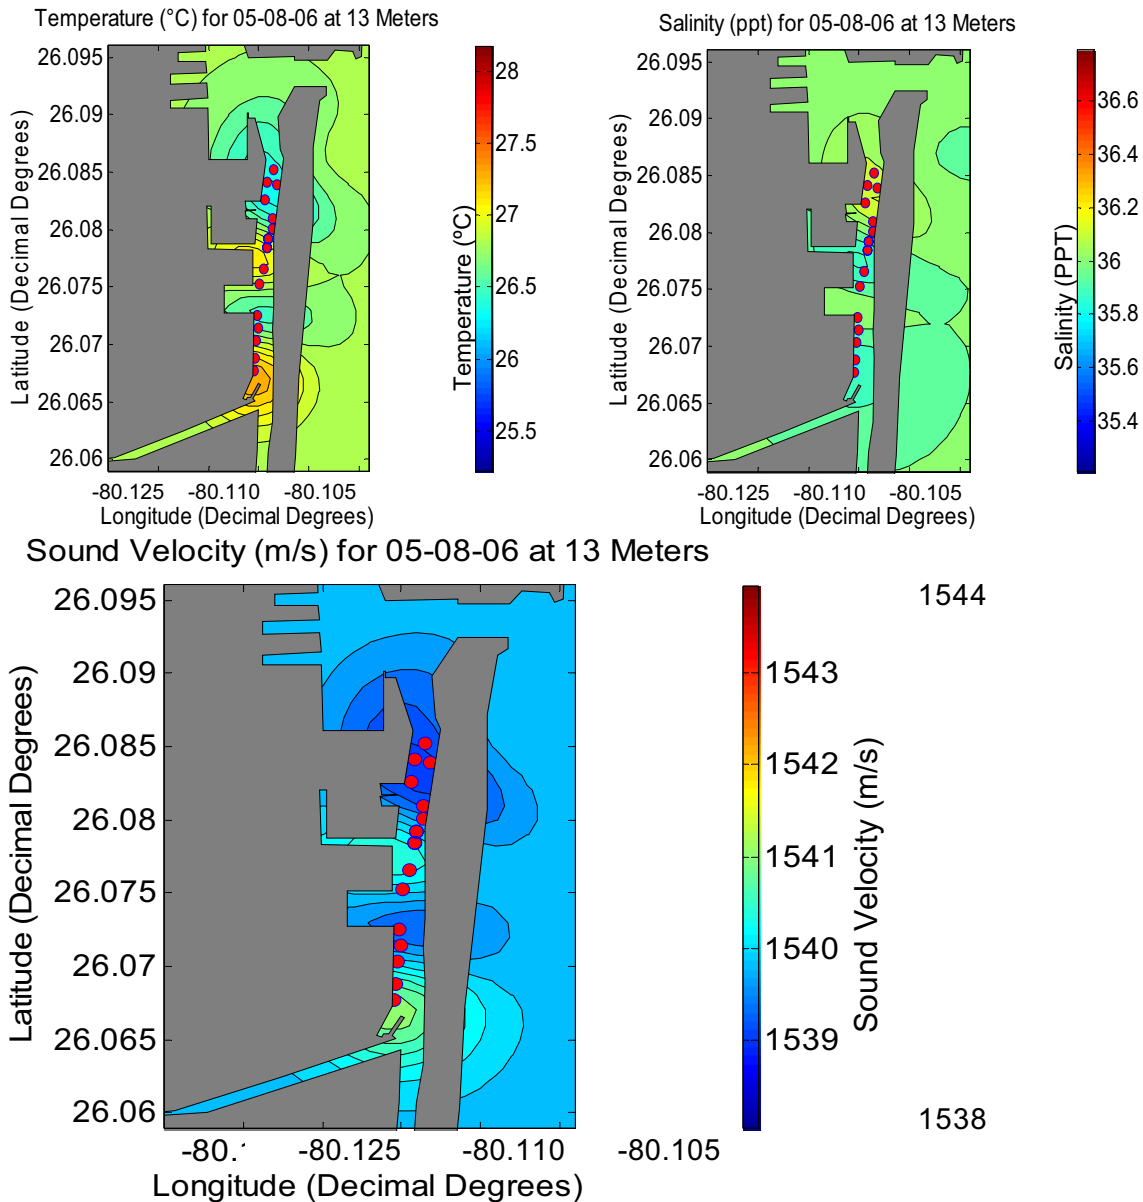 Temperature (°C) for 05-08-06 at 13 Meters
26.095
26.09
26.085
26.08
26.075
26.07
26.065
26.06
Latitude (Decimal Degrees)
-80.125 -80.110 -80.105
Longitude (Decimal Degrees)
28
27.5
27
26.5
26
25.5
Temperature (ºC)
Salinity (ppt) for 05-08-06 at 13 Meters
26.095
26.09
26.085
26.08
26.075
26.07
26.065
26.06
Latitude (Decimal Degrees)
-80.125 -80.110 -80.105
Longitude (Decimal Degrees)
36.6
36.4
36.2
36
35.8
35.6
35.4
Salinity (PPT)
Sound Velocity (m/s) for 05-08-06 at 13 Meters
26.095
26.09
26.085
26.08
26.075
26.07
26.065
26.06
Latitude (Decimal Degrees)
-80. -80.125 -80.110 -80.105
Longitude (Decimal Degrees)
1544
1543
1542
1541
1540
1539
1538
Sound Velocity (m/s)